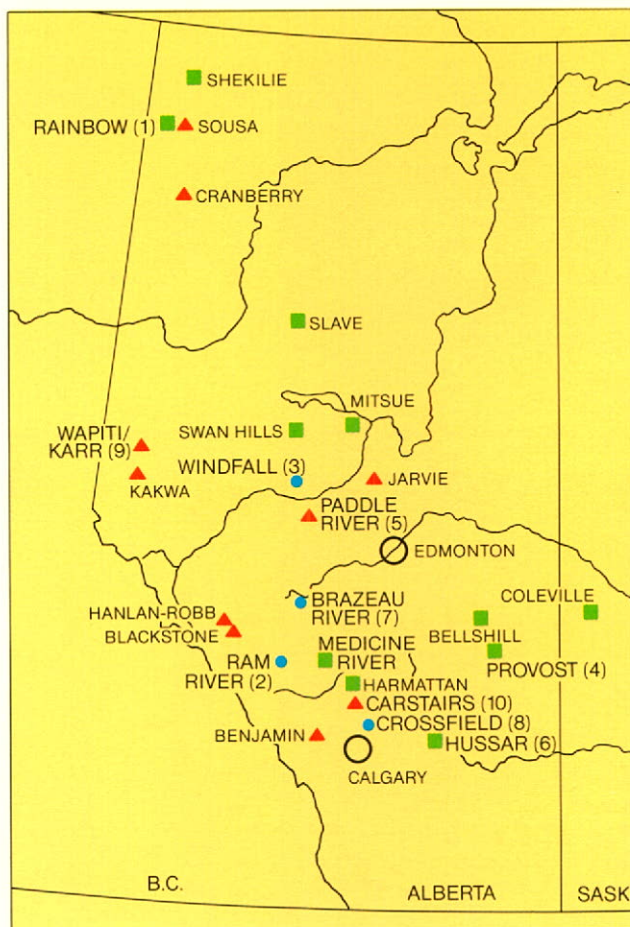 SHEKILIE
RAINBOW (1)
SOUSA
CRANBERRY
SLAVE
MITSUE
SWAN HILLS
WAPITI/
KARR (9)
WINDFALL (3)
KAKWA
JARVIE
PADDLE
RIVER (5)
EDMONTON
BRAZEAU
RIVER (7)
COLEVILLE
HANLAN-ROBB
BLACKSTONE
BELLSHILL
MEDICINE
RIVER
RAM
RIVER (2)
PROVOST (4)
HARMATTAN
CARSTAIRS (10)
CROSSFIELD (8)
BENJAMIN
HUSSAR (6)
CALGARY
B.C.
ALBERTA
SASK